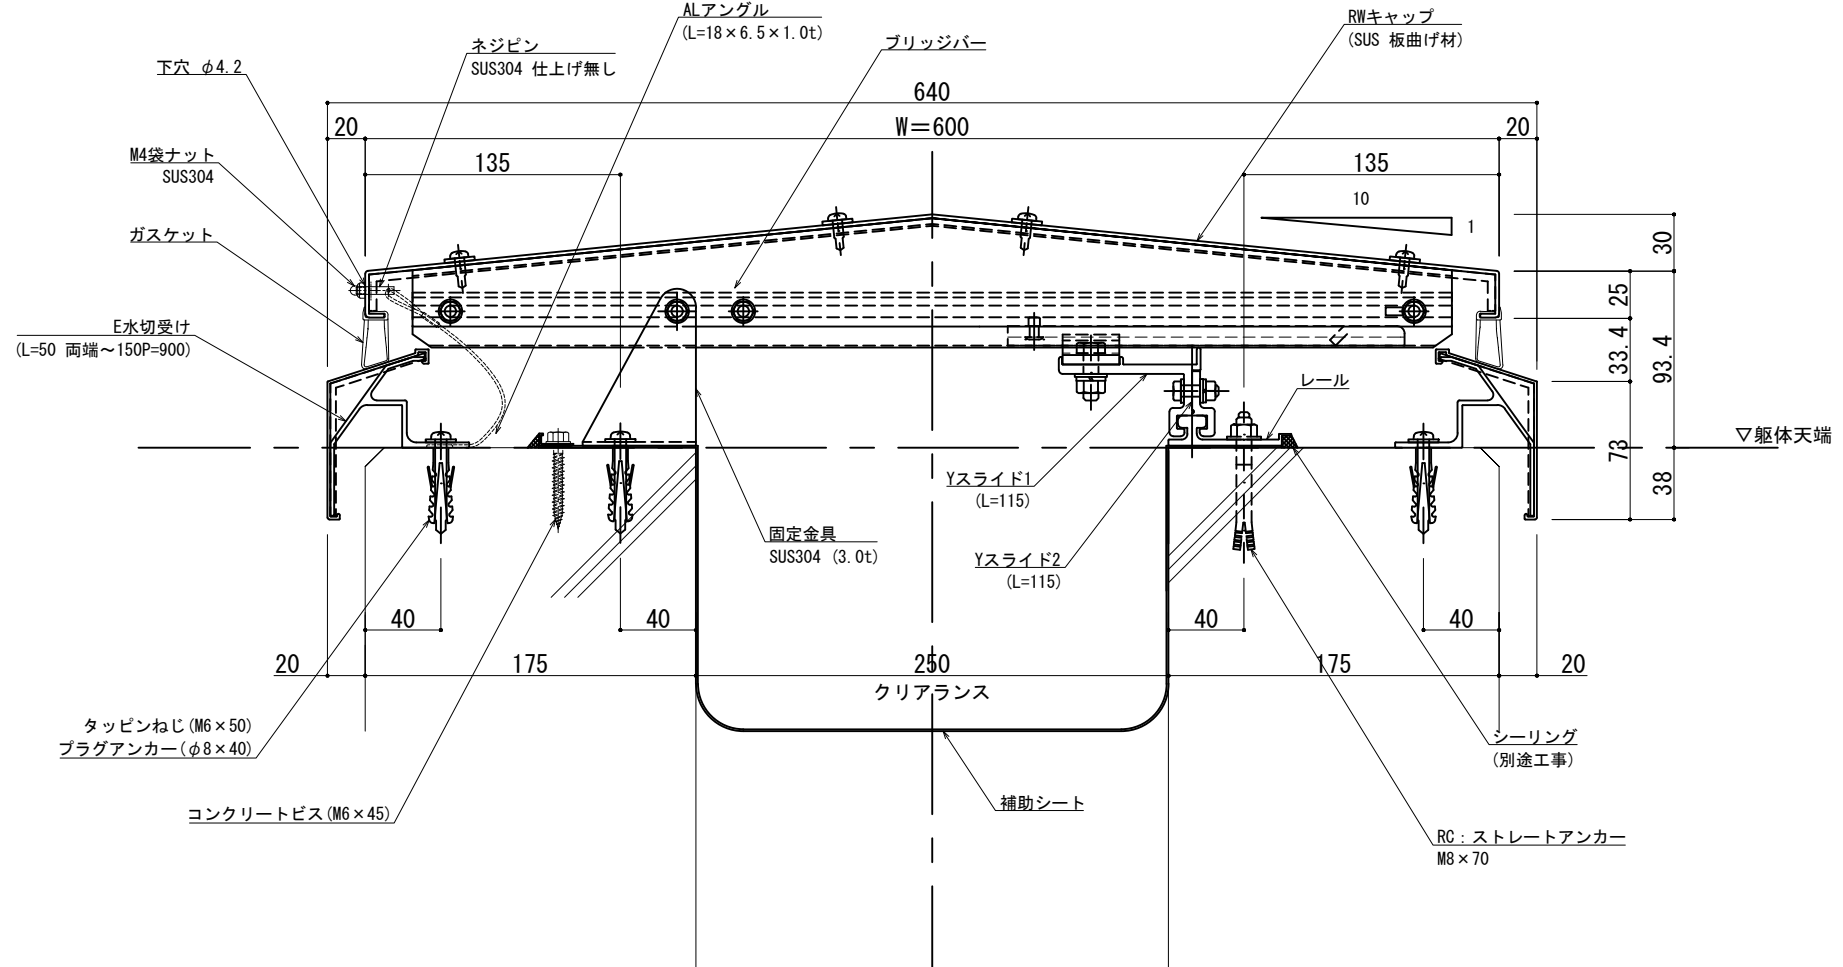 ALアングル
(L=18×6.5×1.0t)
RWキャップ
(SUS 板曲げ材)
ネジピン
SUS304 仕上げ無し
ブリッジバー
下穴 φ4.2
640
20
W=600
20
M4袋ナット
SUS304
135
135
10
1
ガスケット
30
25
33.4
93.4
73
38
E水切受け
(L=50 両端～150P=900)
レール
▽躯体天端
Yスライド1
(L=115)
固定金具
SUS304 (3.0t)
Yスライド2
(L=115)
40
40
40
40
20
175
250
175
20
クリアランス
タッピンねじ(M6×50)
プラグアンカー(φ8×40)
シーリング
(別途工事)
コンクリートビス(M6×45)
補助シート
RC：ストレートアンカー
M8×70